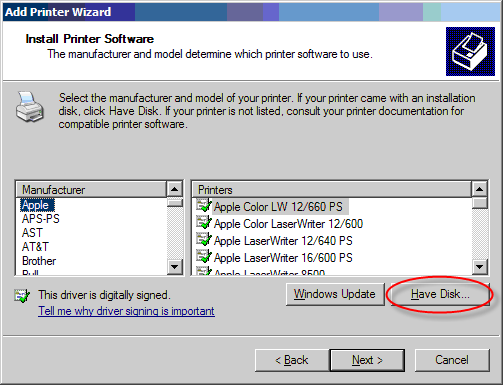 Add Printer Wizard
Install Printer Software
The manufacturer and model determine which printer software to use.
Select the manufacturer and model of your printer. If your printer came with an installation
disk, click Have Disk. If your printer is not listed, consult your printer documentation for
compatible printer software.
Manufacturer
Apple
APS-PS
AST
AT&T
Brother
Printers
Apple Color LW 12/660 PS
Apple Color LaserWriter 12/600
Apple LaserWriter 12/640 PS
Apple LaserWriter 16/600 PS
Apple LaserWriter 8500
This driver is digitally signed.
Tell me why driver signing is important
Windows Update
Have Disk...
< Back
Next >
Cancel